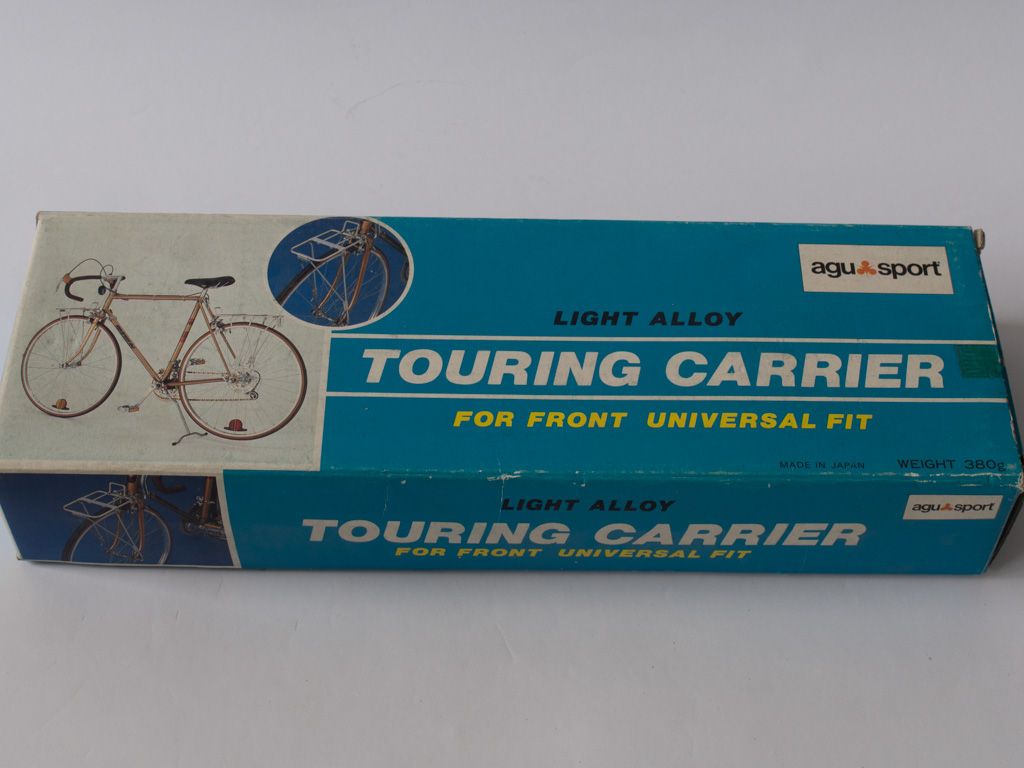 agu sport
LIGHT ALLOY
TOURING CARRIER
FOR FRONT UNIVERSAL FIT
MADE IN JAPAN WEIGHT 380g
LIGHT ALLOY
agu sport
TOURING CARRIER
FOR FRONT UNIVERSAL FIT